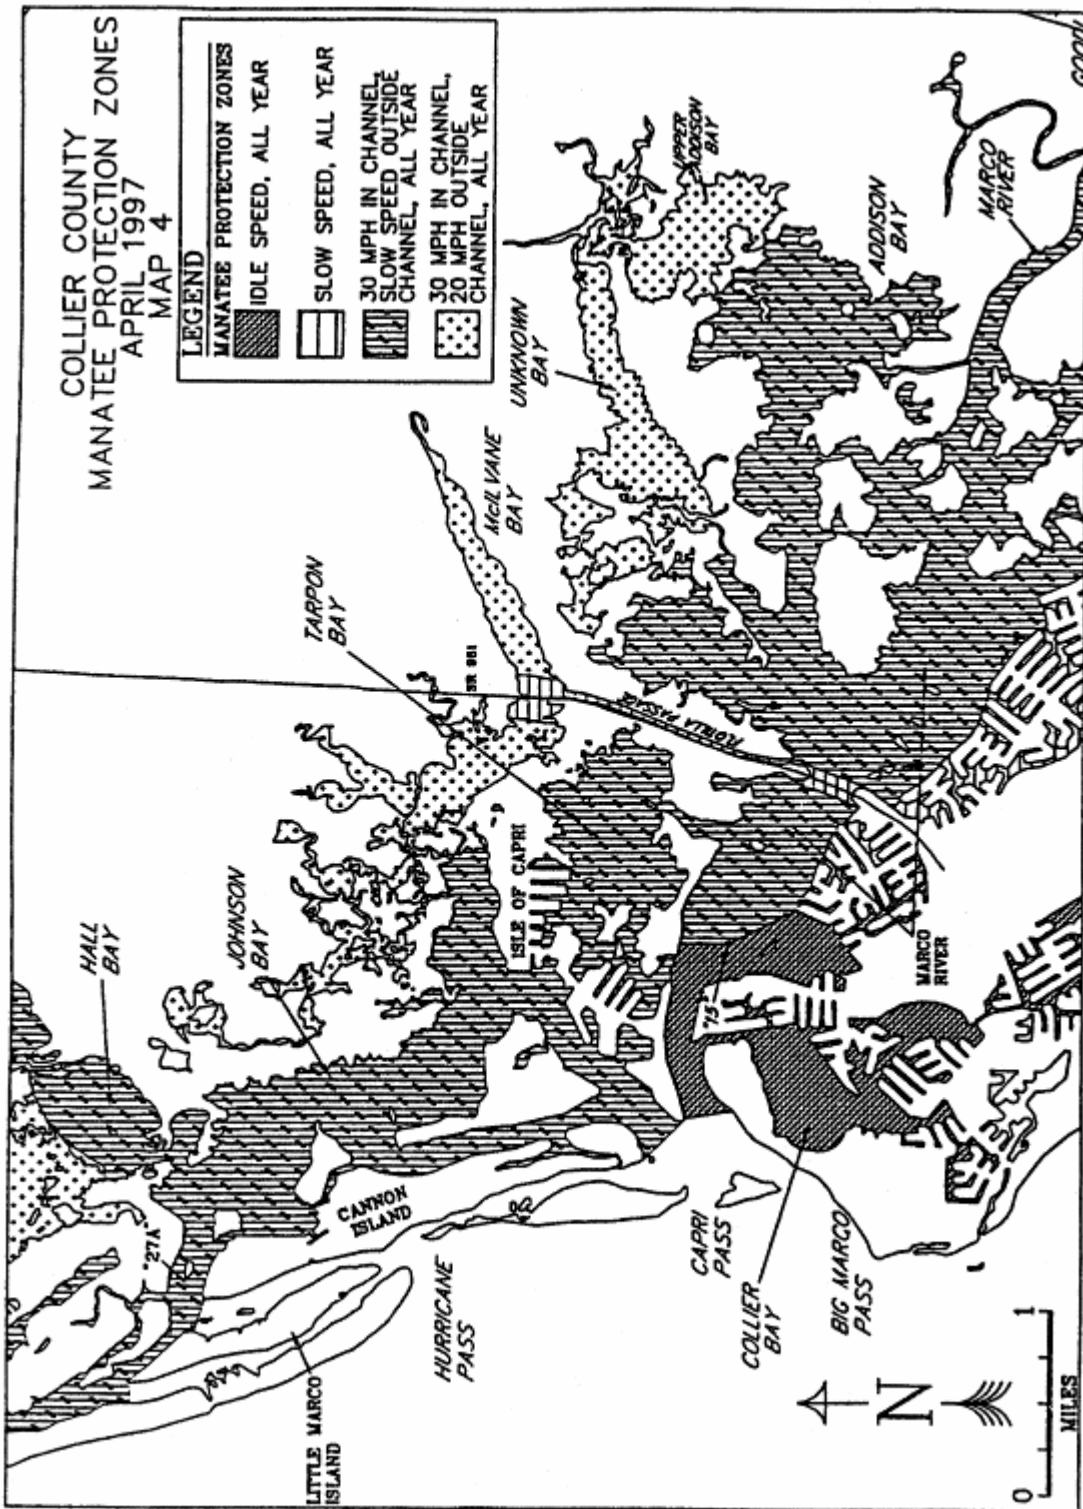 COLLIER COUNTY
MANATEE PROTECTION ZONES
APRIL 1997
MAP 4
LEGEND
MANATEE PROTECTION ZONES
IDLE SPEED, ALL YEAR
SLOW SPEED, ALL YEAR
30 MPH IN CHANNEL,
SLOW SPEED OUTSIDE
CHANNEL, ALL YEAR
30 MPH IN CHANNEL,
20 MPH OUTSIDE
CHANNEL, ALL YEAR
HALL
BAY
JOHNSON
BAY
TARPON
BAY
McILVANE
BAY
UNKNOWN
BAY
UPPER
ADDISON
BAY
ADDISON
BAY
MARCO
RIVER
SR 951
ISLE OF CAPRI
"27A"
CANNON
ISLAND
LITTLE MARCO
ISLAND
HURRICANE
PASS
CAPRI
PASS
COLLIER
BAY
BIG MARCO
PASS
"15"
MARCO
RIVER
N
0
1
MILES